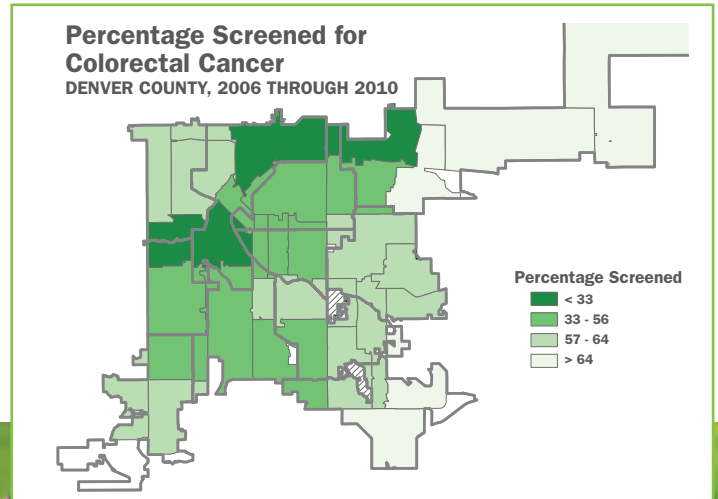 Percentage Screened for
Colorectal Cancer
DENVER COUNTY, 2006 THROUGH 2010
Percentage Screened
< 33
33 - 56
57 - 64
> 64